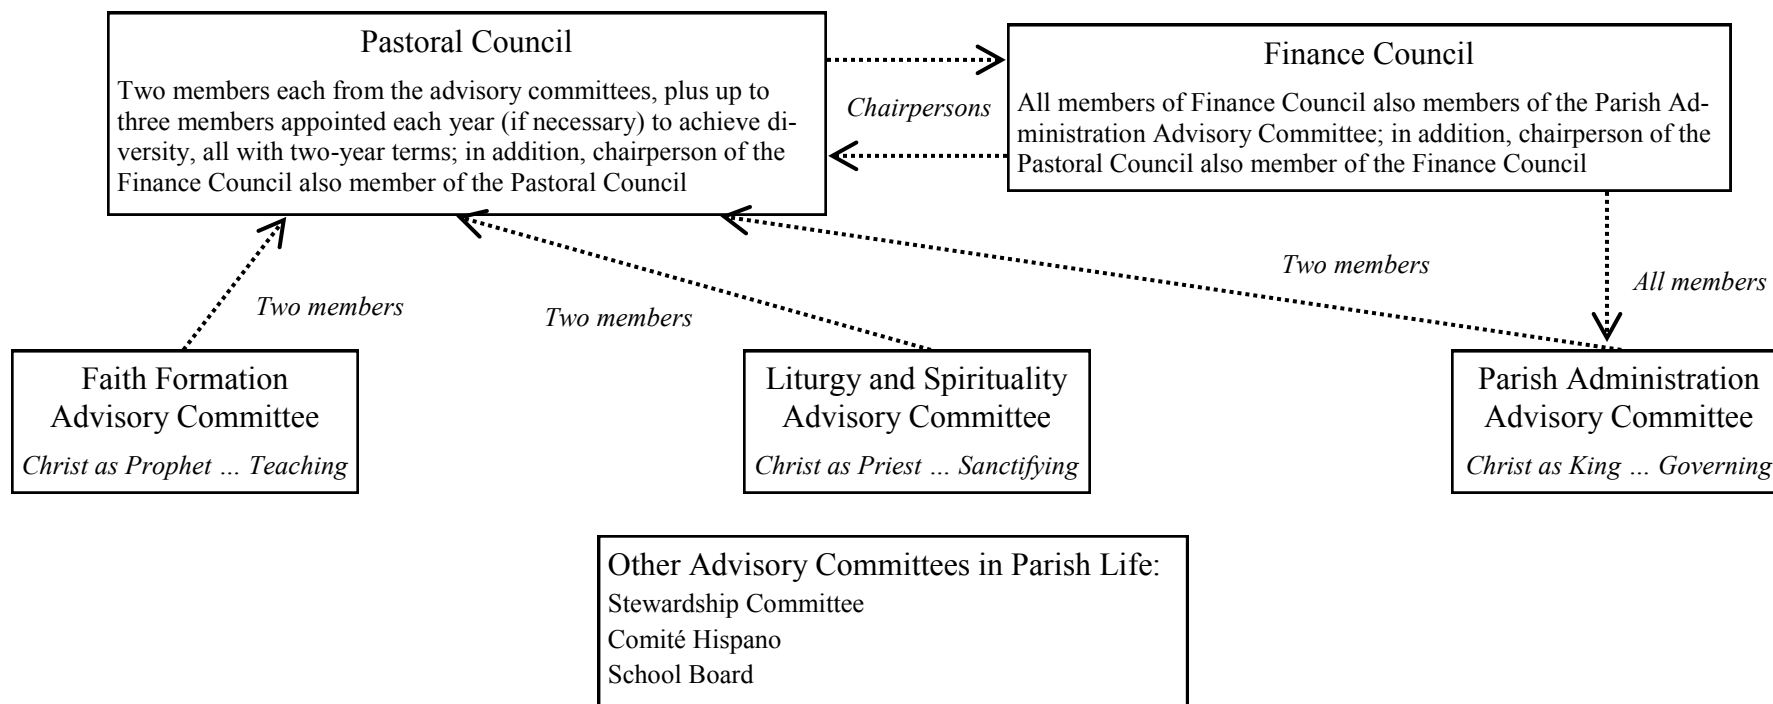 Pastoral Council
Two members each from the advisory committees, plus up to
three members appointed each year (if necessary) to achieve di-
versity, all with two-year terms; in addition, chairperson of the
Finance Council also member of the Pastoral Council
Chairpersons
Finance Council
All members of Finance Council also members of the Parish Ad-
ministration Advisory Committee; in addition, chairperson of the
Pastoral Council also member of the Finance Council
Two members
Two members
Two members
All members
Faith Formation
Advisory Committee
Christ as Prophet ... Teaching
Liturgy and Spirituality
Advisory Committee
Christ as Priest ... Sanctifying
Parish Administration
Advisory Committee
Christ as King ... Governing
Other Advisory Committees in Parish Life:
Stewardship Committee
Comité Hispano
School Board